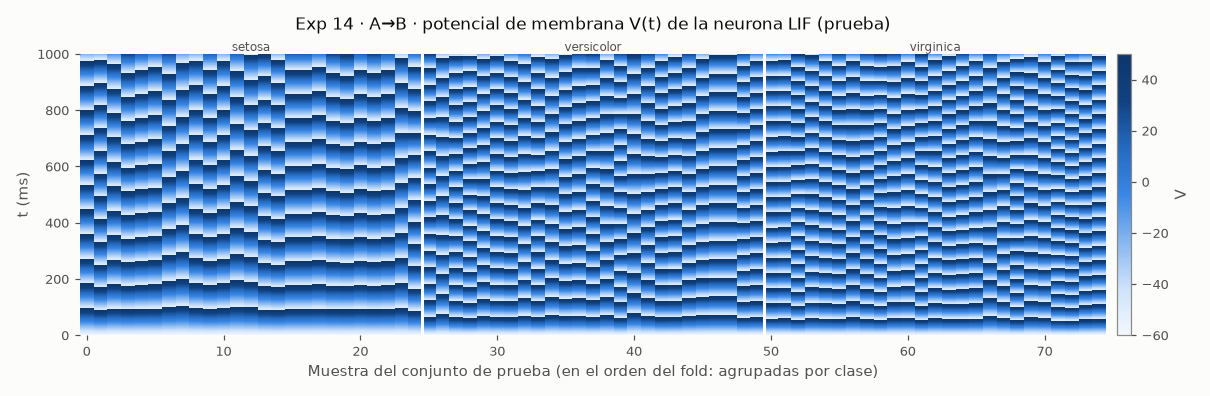 Exp 14 · A→B · potencial de membrana V(t) de la neurona LIF (prueba)
setosa versicolor virginica
1000
800
600
400
200
0
t (ms)
0 10 20 30 40 50 60 70
Muestra del conjunto de prueba (en el orden del fold: agrupadas por clase)
40
20
0
−20
−40
−60
V